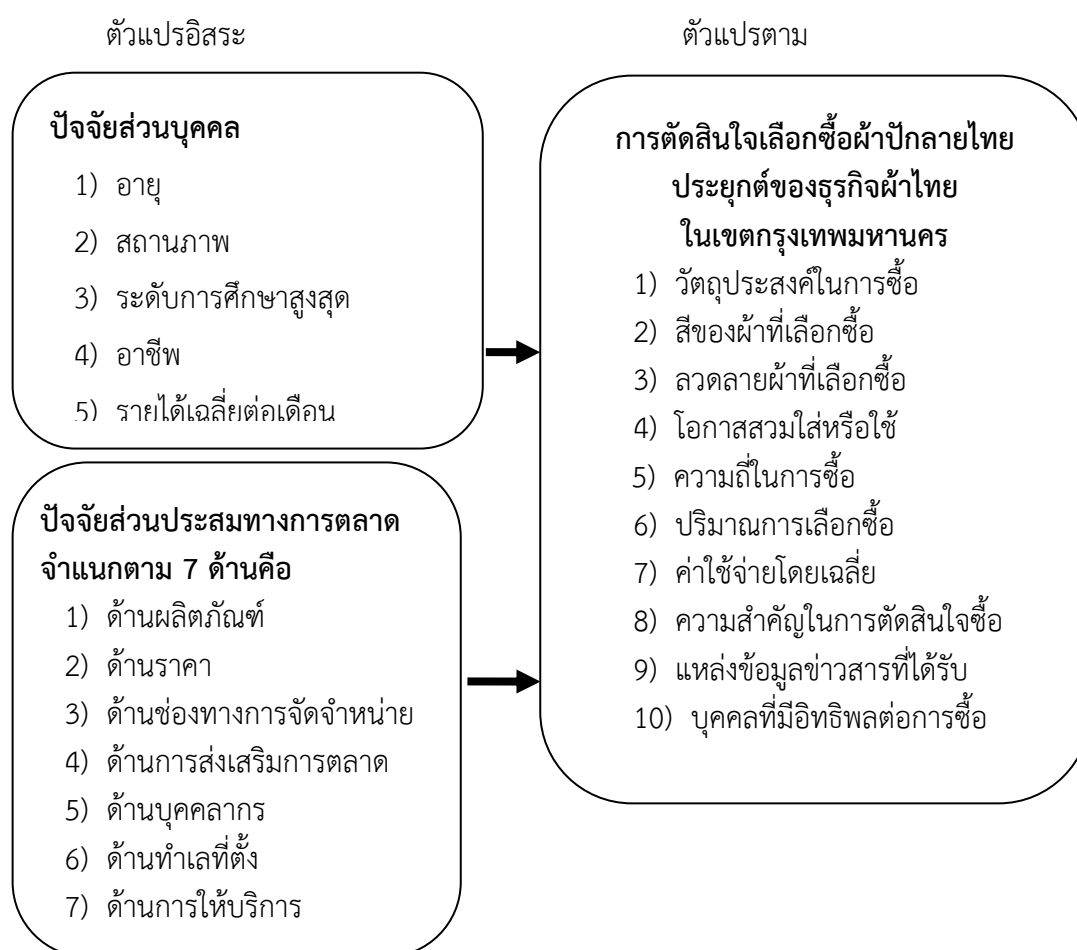 ตัวแปรอิสระ
ตัวแปรตาม
ปัจจัยส่วนบุคคล
1) อายุ
2) สถานภาพ
3) ระดับการศึกษาสูงสุด
4) อาชีพ
5) รายได้เฉลี่ยต่อเดือน
ปัจจัยส่วนประสมทางการตลาด
จำแนกตาม 7 ด้านคือ
1) ด้านผลิตภัณฑ์
2) ด้านราคา
3) ด้านช่องทางการจัดจำหน่าย
4) ด้านการส่งเสริมการตลาด
5) ด้านบุคคลากร
6) ด้านทำเลที่ตั้ง
7) ด้านการให้บริการ
การตัดสินใจเลือกซื้อผ้าปักลายไทย
ประยุกต์ของธุรกิจผ้าไทย
ในเขตกรุงเทพมหานคร
1) วัตถุประสงค์ในการซื้อ
2) สีของผ้าที่เลือกซื้อ
3) ลวดลายผ้าที่เลือกซื้อ
4) โอกาสสวมใส่หรือใช้
5) ความถี่ในการซื้อ
6) ปริมาณการเลือกซื้อ
7) ค่าใช้จ่ายโดยเฉลี่ย
8) ความสำคัญในการตัดสินใจซื้อ
9) แหล่งข้อมูลข่าวสารที่ได้รับ
10) บุคคลที่มีอิทธิพลต่อการซื้อ